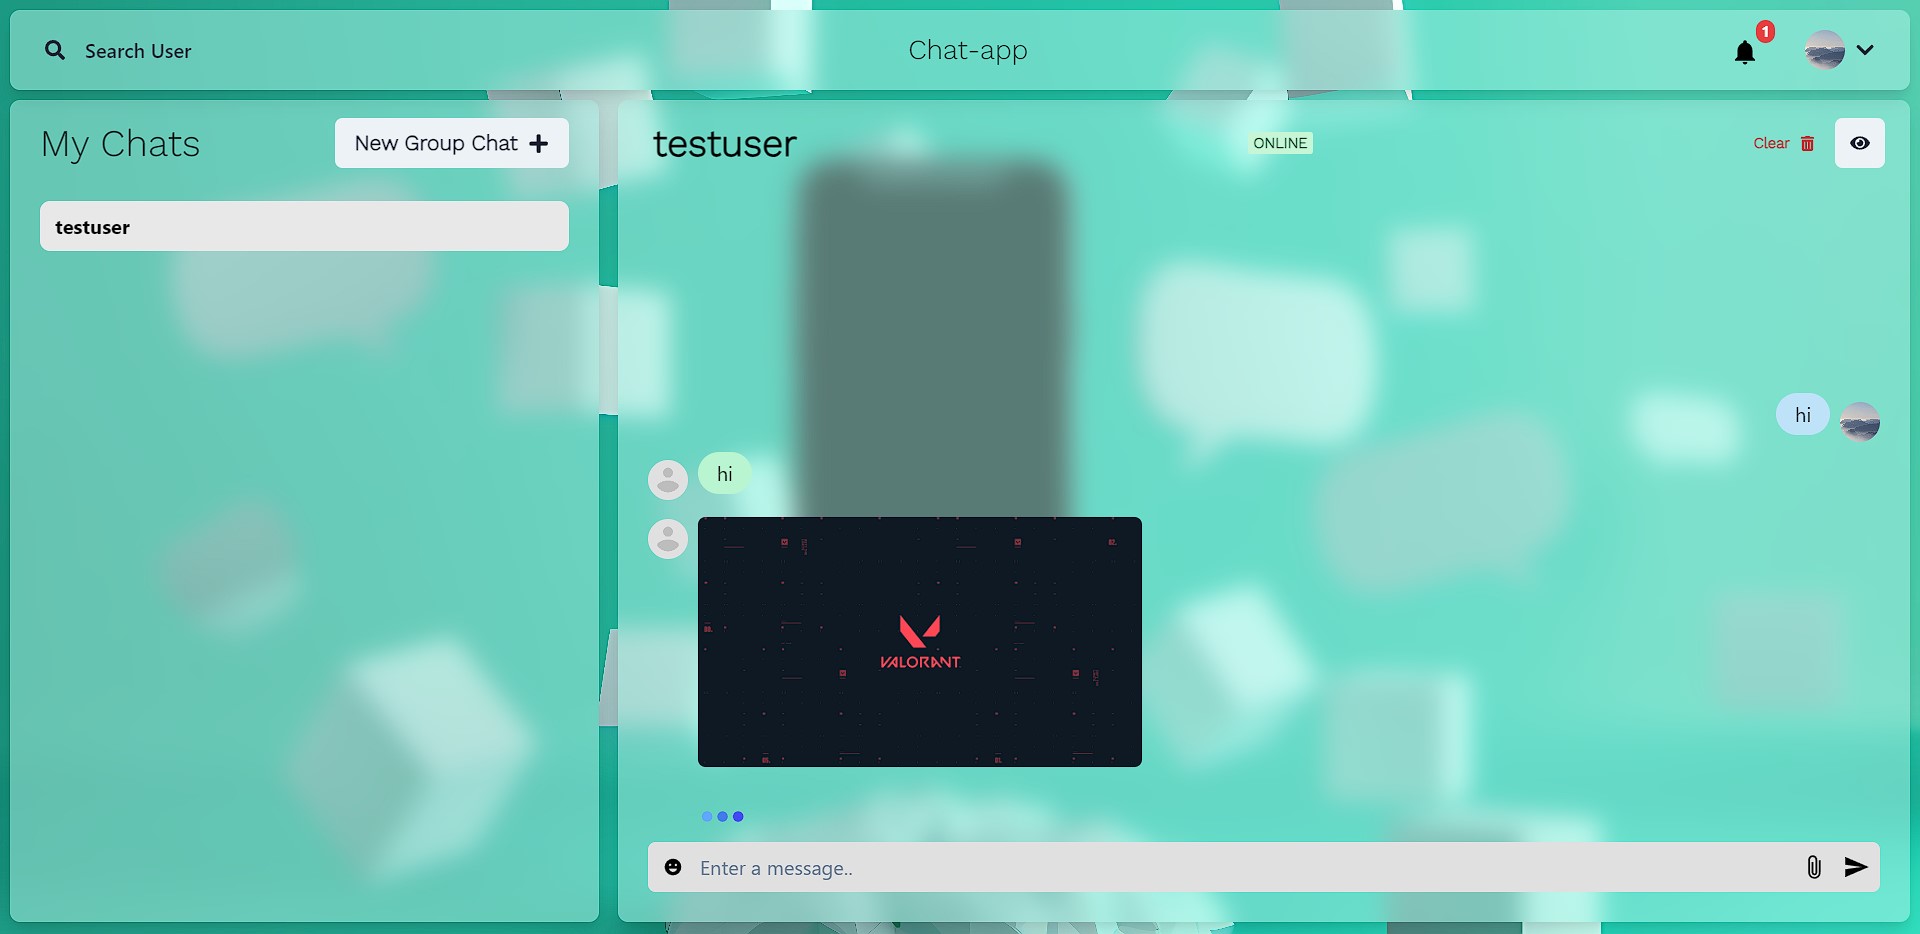 Search User
Chat-app
1
My Chats
New Group Chat
testuser
testuser
ONLINE
Clear
hi
hi
VALORANT
Enter a message..